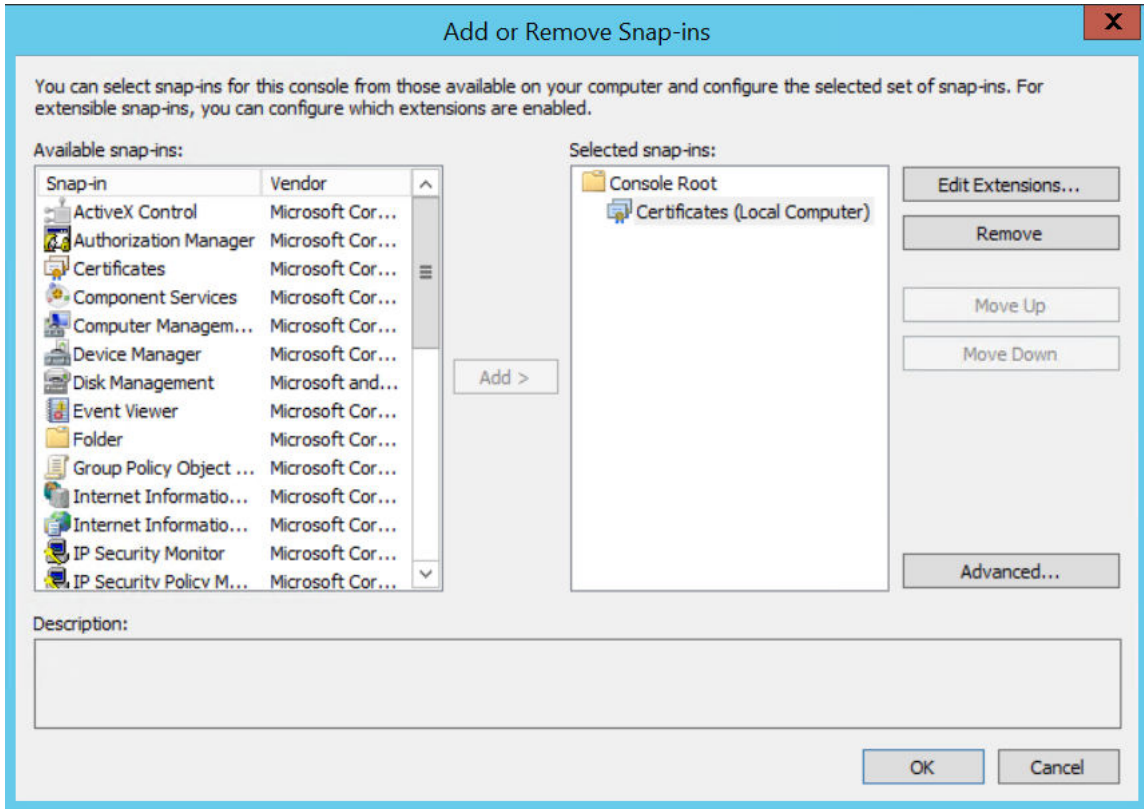 Add or Remove Snap-ins
X
You can select snap-ins for this console from those available on your computer and configure the selected set of snap-ins. For
extensible snap-ins, you can configure which extensions are enabled.
Available snap-ins:
Snap-in Vendor
ActiveX Control Microsoft Cor...
Authorization Manager Microsoft Cor...
Certificates Microsoft Cor...
Component Services Microsoft Cor...
Computer Managem... Microsoft Cor...
Device Manager Microsoft Cor...
Disk Management Microsoft and...
Event Viewer Microsoft Cor...
Folder Microsoft Cor...
Group Policy Object ... Microsoft Cor...
Internet Informatio... Microsoft Cor...
Internet Informatio... Microsoft Cor...
IP Security Monitor Microsoft Cor...
IP Security Policy M... Microsoft Cor...
Add >
Selected snap-ins:
Console Root
Certificates (Local Computer)
Edit Extensions...
Remove
Move Up
Move Down
Advanced...
Description:
OK
Cancel